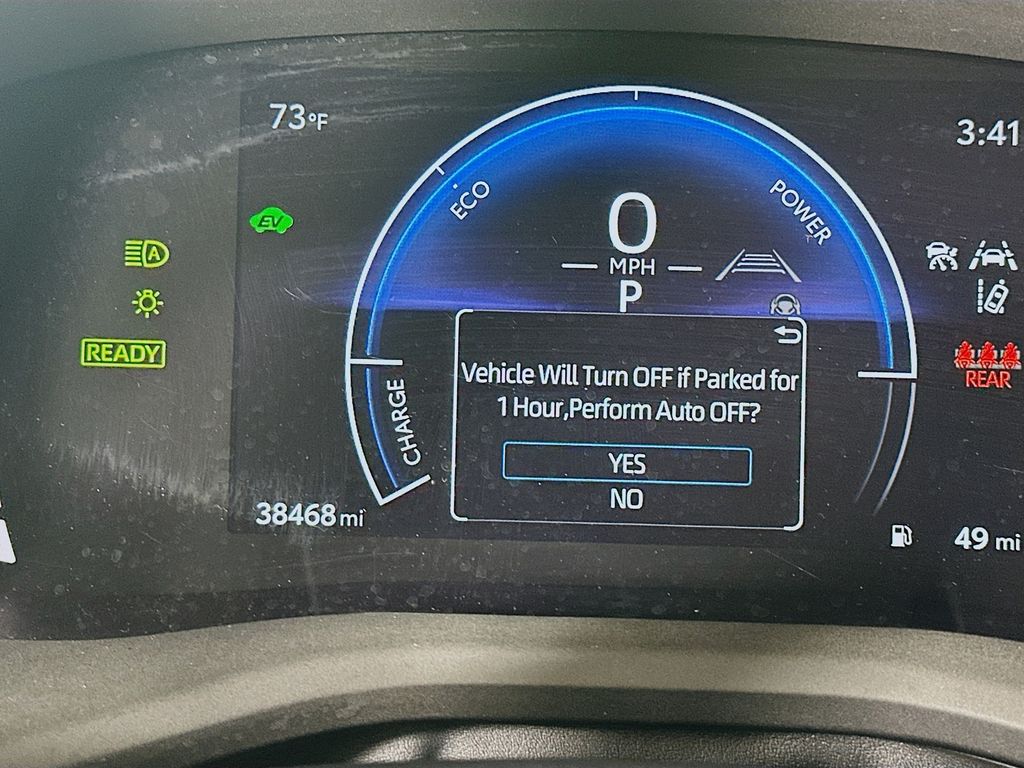 73°F
3:41
ECO
POWER
EV
0
MPH
P
A
READY
REAR
CHARGE
Vehicle Will Turn OFF if Parked for
1 Hour,Perform Auto OFF?
YES
NO
38468 mi
49 mi